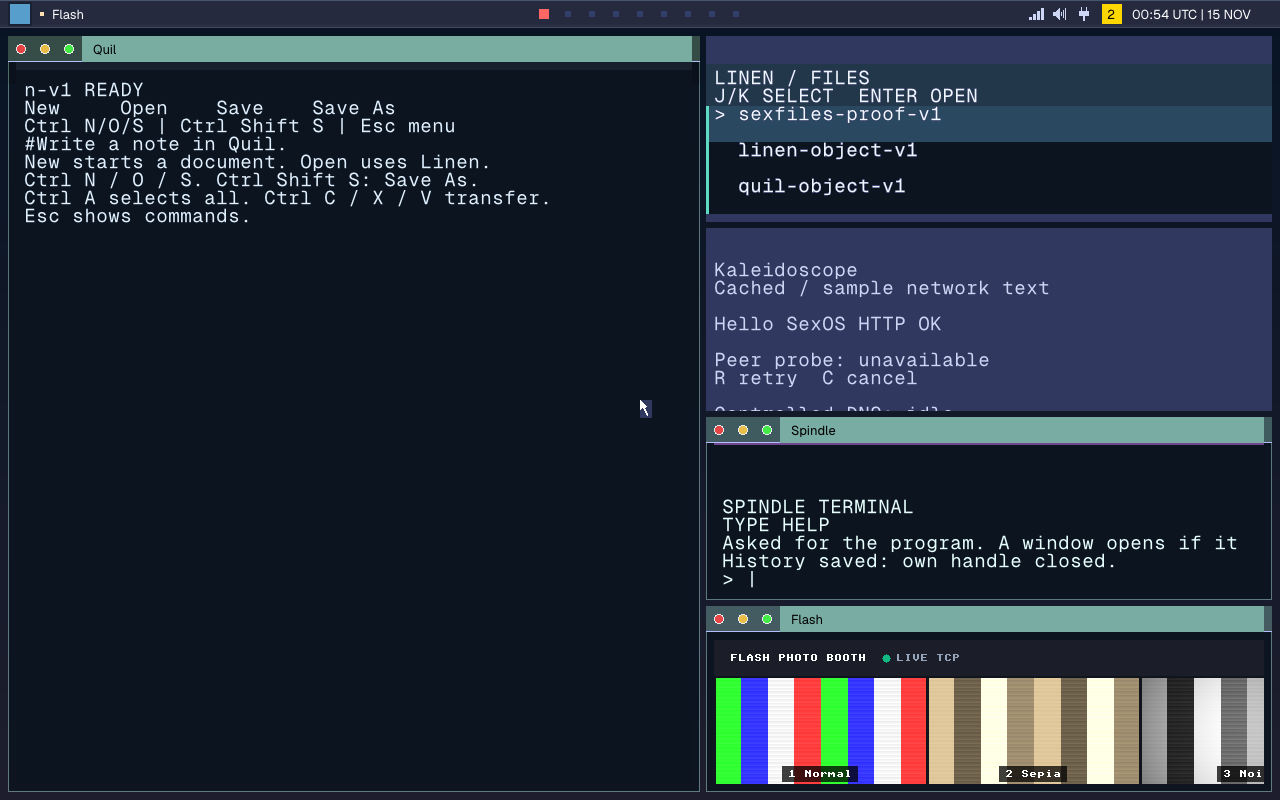 Flash
2
00:54 UTC | 15 NOV
Quil
n-v1 READY
New Open Save Save As
Ctrl N/O/S | Ctrl Shift S | Esc menu
#Write a note in Quil.
New starts a document. Open uses Linen.
Ctrl N / O / S. Ctrl Shift S: Save As.
Ctrl A selects all. Ctrl C / X / V transfer.
Esc shows commands.
LINEN / FILES
J/K SELECT ENTER OPEN
> sexfiles-proof-v1
linen-object-v1
quil-object-v1
Kaleidoscope
Cached / sample network text
Hello SexOS HTTP OK
Peer probe: unavailable
R retry C cancel
Controlled DNS: idle
Spindle
SPINDLE TERMINAL
TYPE HELP
Asked for the program. A window opens if it
History saved: own handle closed.
> |
Flash
FLASH PHOTO BOOTH LIVE TCP
1 Normal
2 Sepia
3 Noi